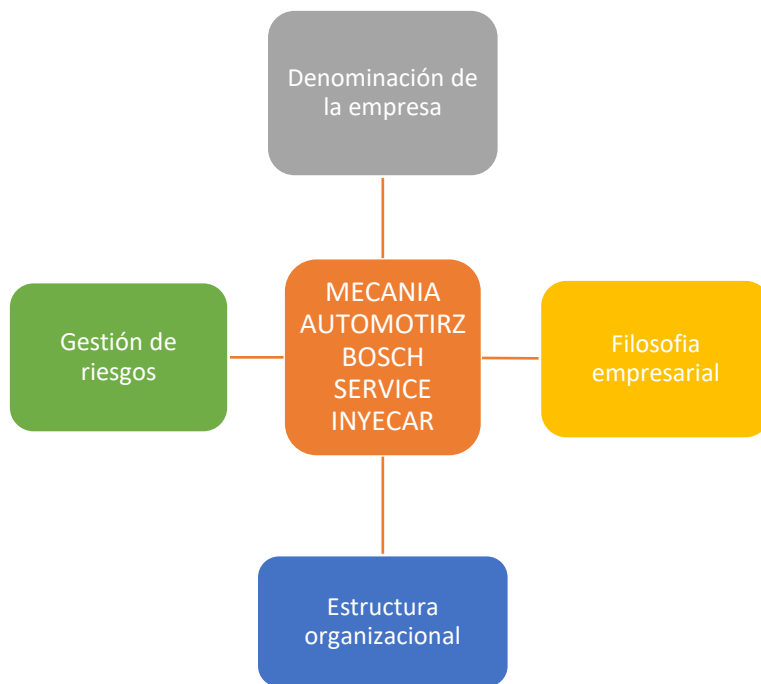 Denominación de
la empresa
MECANIA
AUTOMOTIRZ
BOSCH
SERVICE
INYECAR
Gestión de
riesgos
Filosofia
empresarial
Estructura
organizacional